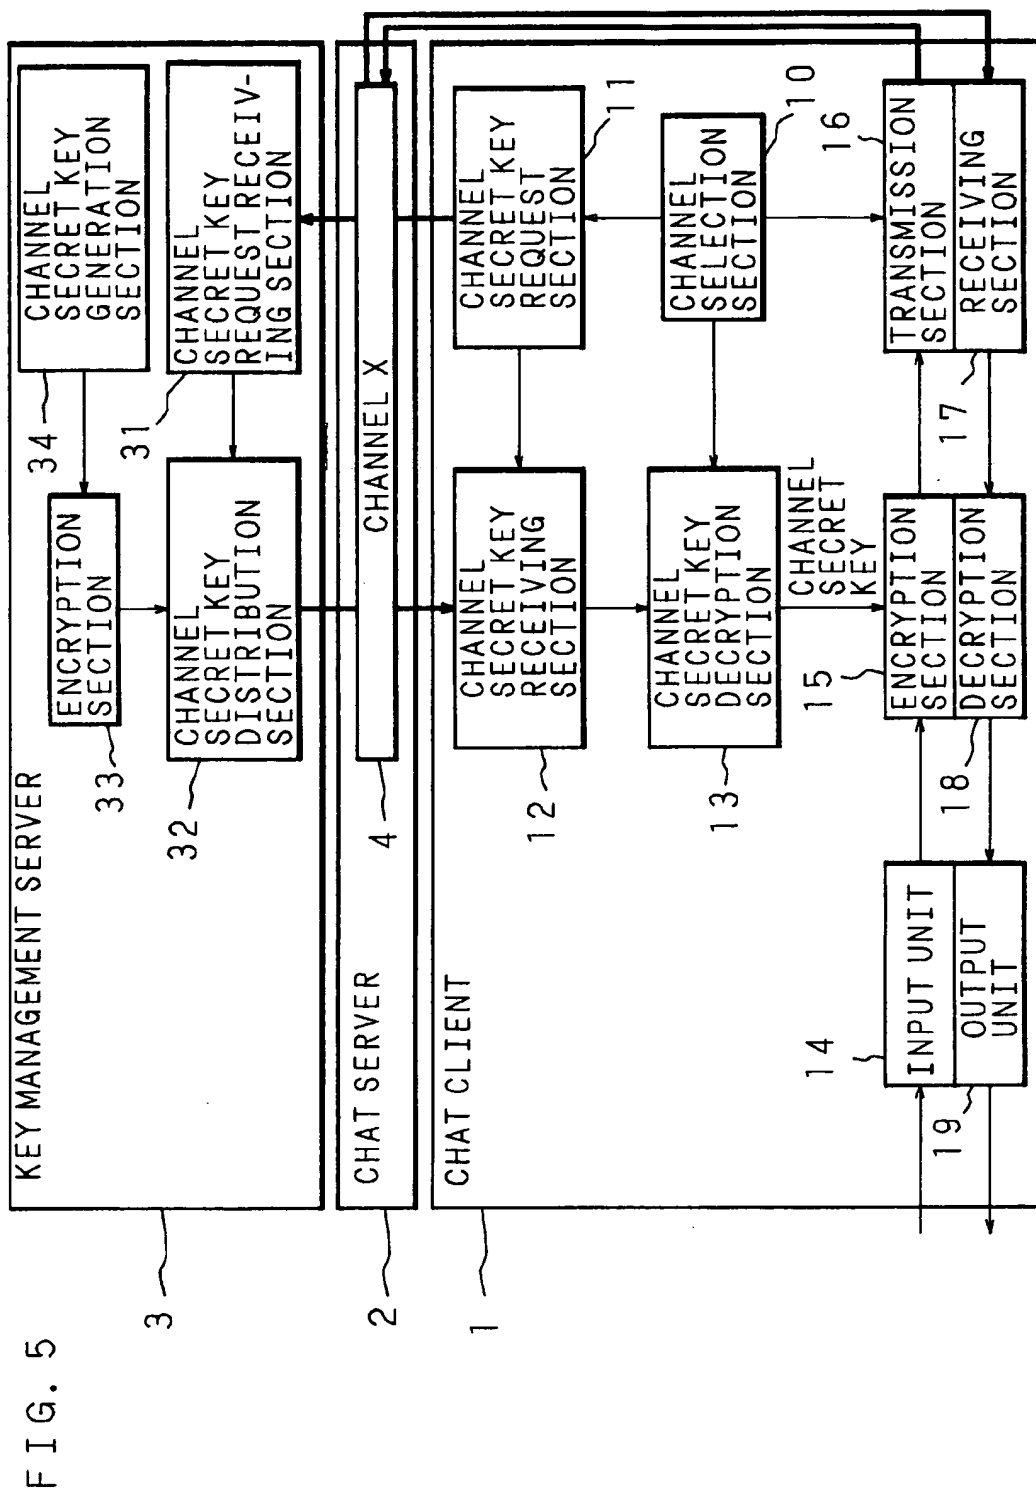 FIG. 5
KEY MANAGEMENT SERVER
3
33
ENCRYPTION
SECTION
34
CHANNEL
SECRET KEY
GENERATION
SECTION
32
CHANNEL
SECRET KEY
DISTRIBUTION
SECTION
31
CHANNEL
SECRET KEY
REQUEST RECEIV-
ING SECTION
CHAT SERVER
2
4
CHANNEL X
CHAT CLIENT
1
12
CHANNEL
SECRET KEY
RECEIVING
SECTION
CHANNEL
SECRET KEY
REQUEST
SECTION
11
13
CHANNEL
SECRET KEY
DECRYPTION
SECTION
CHANNEL
SELECTION
SECTION
10
CHANNEL
SECRET
KEY
14
INPUT UNIT
19
OUTPUT
UNIT
15
ENCRYPTION
SECTION
18
DECRYPTION
SECTION
16
TRANSMISSION
SECTION
17
RECEIVING
SECTION